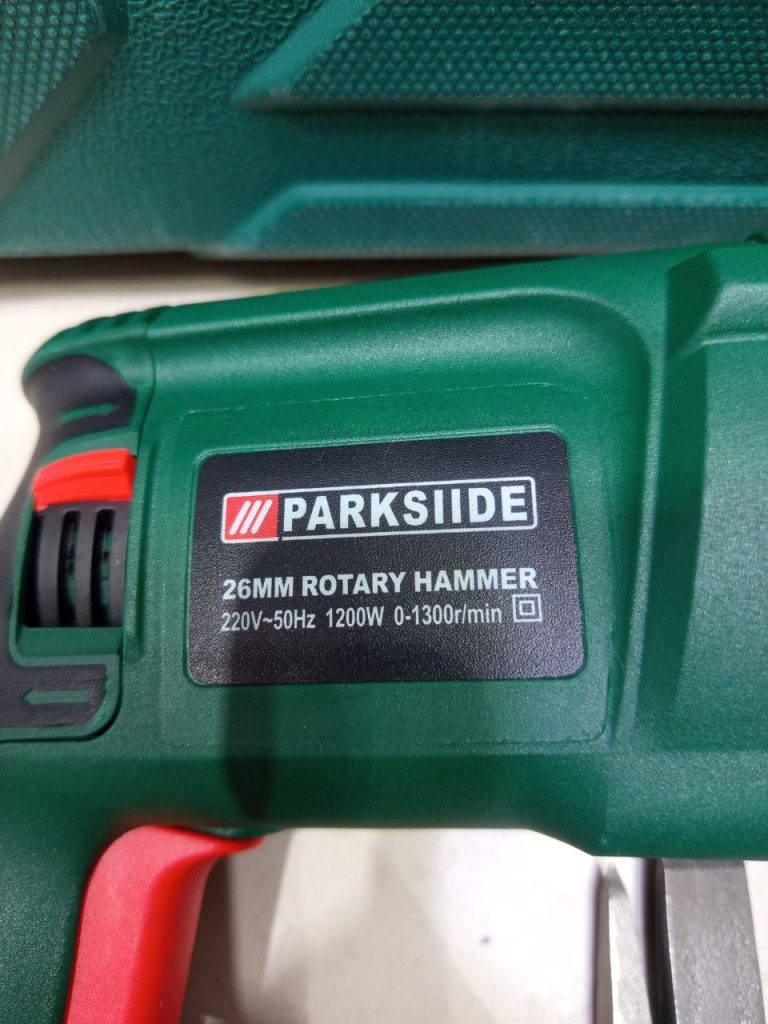 PARKSIIDE
26MM ROTARY HAMMER
220V~50Hz 1200W 0-1300r/min